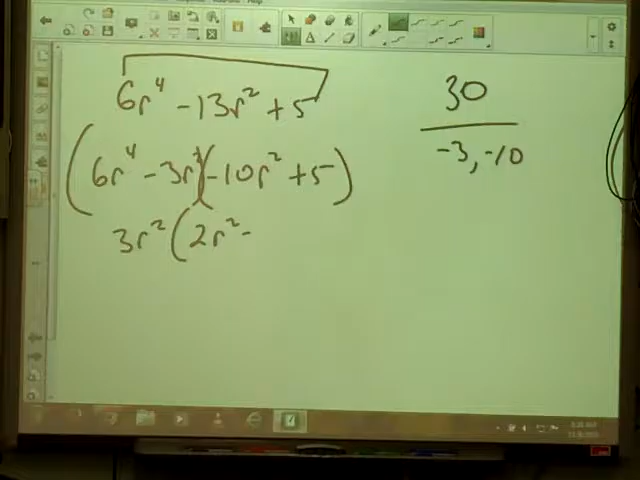 6r⁴ - 13r² + 5
(6r⁴ - 3r²)(-10r² + 5)
3r² (2r² -
30
-3, -10